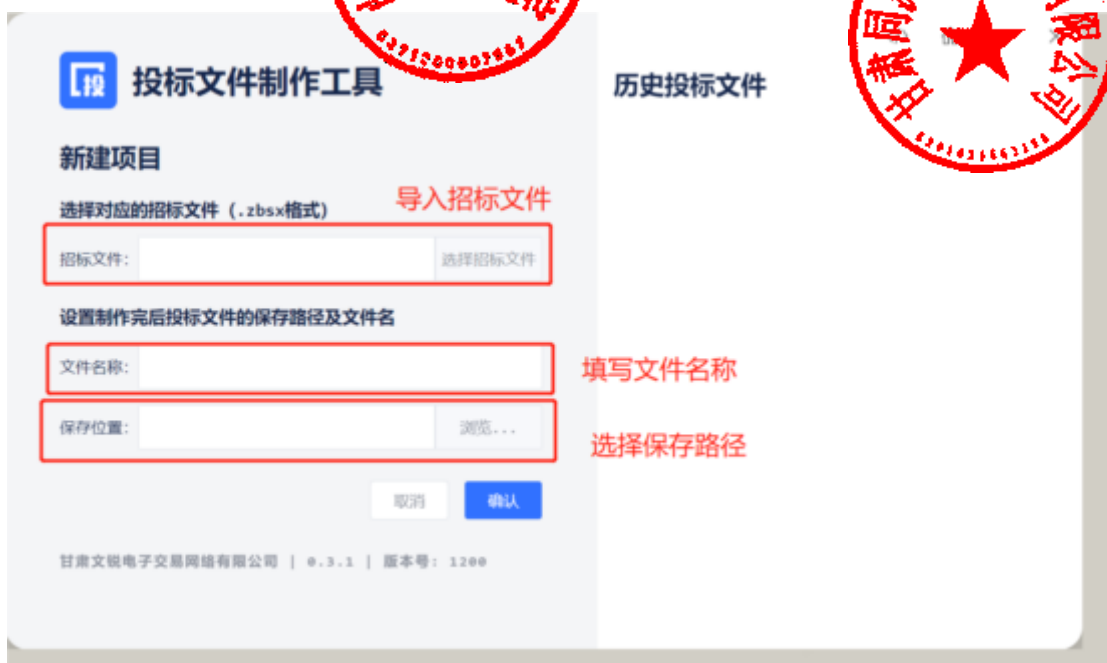 投标文件制作工具
历史投标文件
新建项目
选择对应的招标文件（.zbsx格式）
导入招标文件
招标文件：
选择招标文件
设置制作完后投标文件的保存路径及文件名
文件名称：
填写文件名称
保存位置：
浏览...
选择保存路径
取消
确认
甘肃文锐电子交易网络有限公司 | 0.3.1 | 版本号：1200